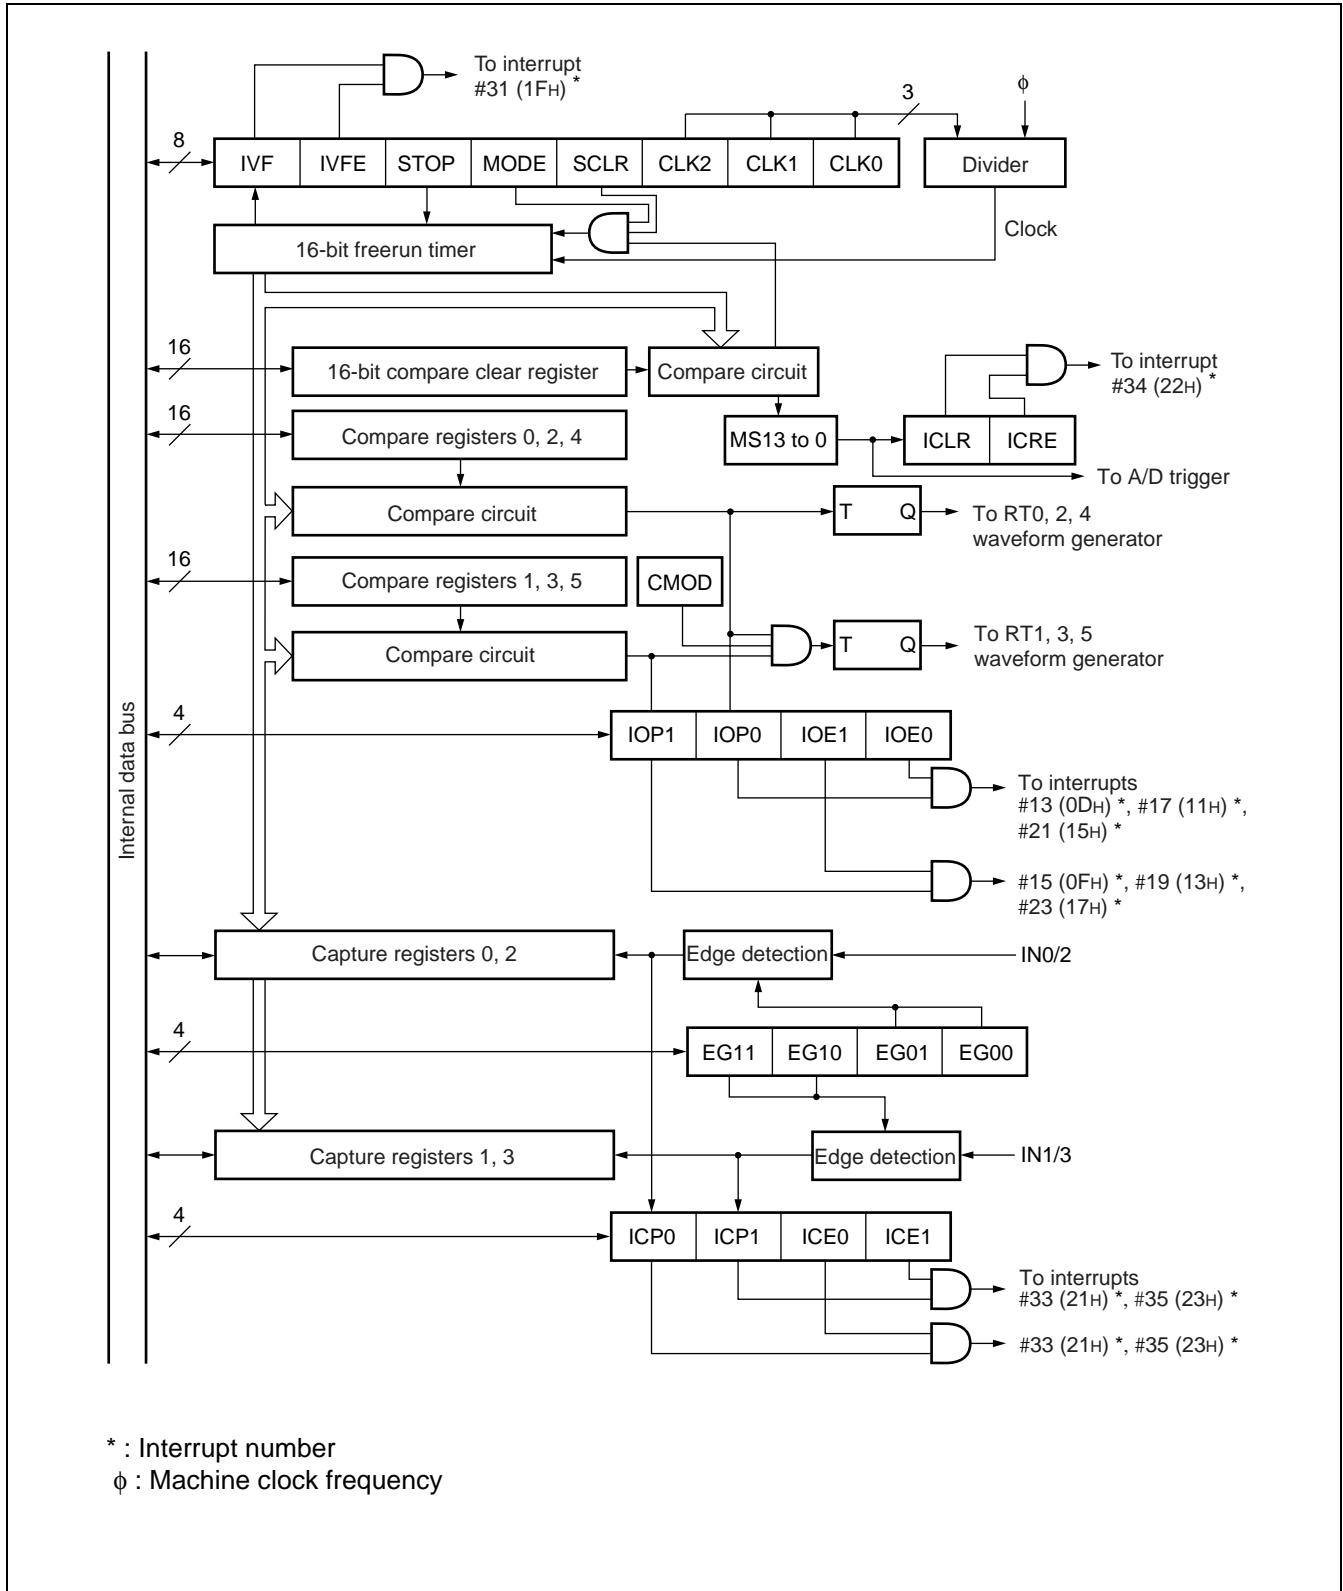 To interrupt
#31 (1FH) *
3
ϕ
8
IVF IVFE STOP MODE SCLR CLK2 CLK1 CLK0
Divider
Clock
16-bit freerun timer
16
16-bit compare clear register
Compare circuit
To interrupt
#34 (22H) *
16
Compare registers 0, 2, 4
MS13 to 0
ICLR ICRE
To A/D trigger
Compare circuit
T Q
To RT0, 2, 4
waveform generator
16
Compare registers 1, 3, 5
CMOD
Compare circuit
T Q
To RT1, 3, 5
waveform generator
Internal data bus
4
IOP1 IOP0 IOE1 IOE0
To interrupts
#13 (0DH) *, #17 (11H) *,
#21 (15H) *
#15 (0FH) *, #19 (13H) *,
#23 (17H) *
Capture registers 0, 2
Edge detection
IN0/2
4
EG11 EG10 EG01 EG00
Capture registers 1, 3
Edge detection
IN1/3
4
ICP0 ICP1 ICE0 ICE1
To interrupts
#33 (21H) *, #35 (23H) *
#33 (21H) *, #35 (23H) *
* : Interrupt number
ϕ : Machine clock frequency